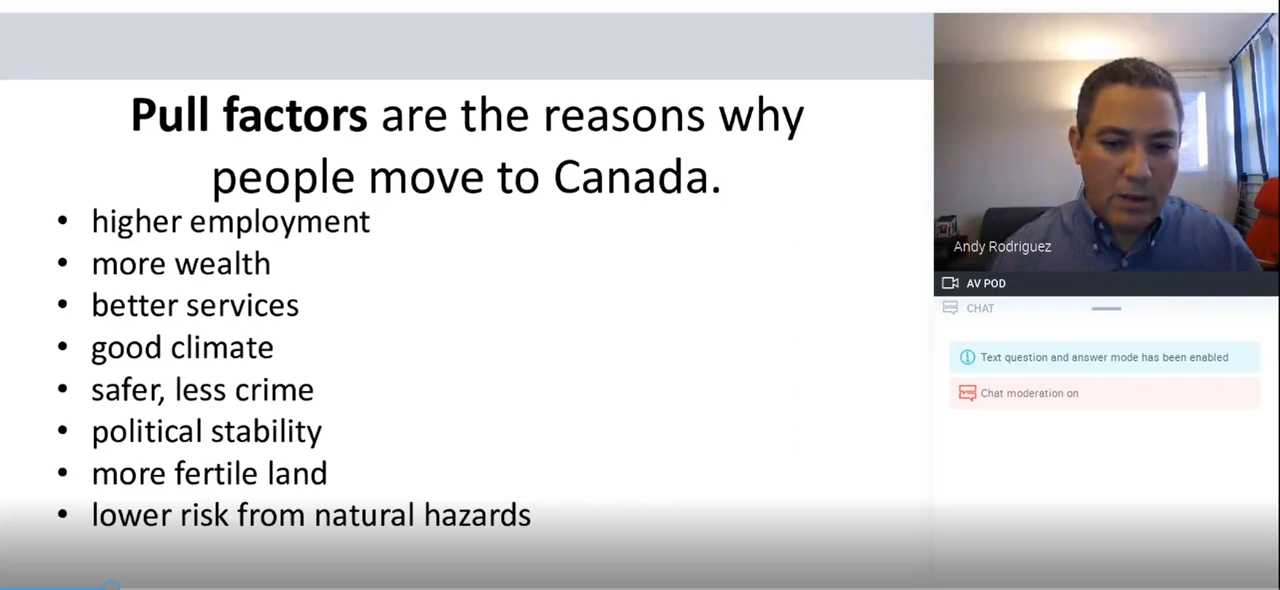 Pull factors are the reasons why
people move to Canada.
• higher employment
• more wealth
• better services
• good climate
• safer, less crime
• political stability
• more fertile land
• lower risk from natural hazards
Andy Rodriguez
AV POD
CHAT
Text question and answer mode has been enabled
Chat moderation on